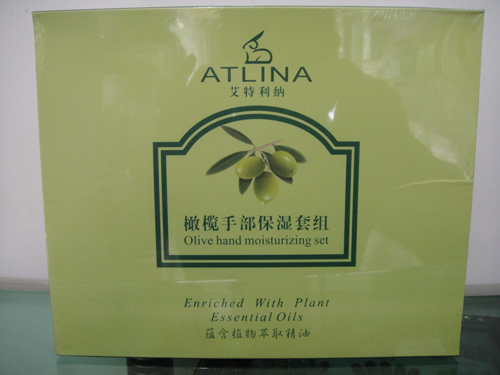 ATLINA
艾特利纳
橄榄手部保湿套组
Olive hand moisturizing set
Enriched With Plant
Essential Oils
蕴含植物萃取精油